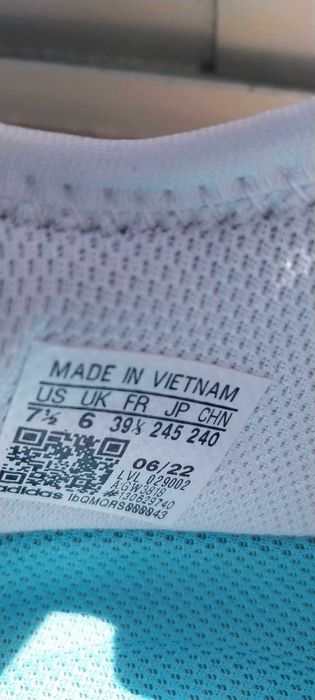 MADE IN VIETNAM
US UK FR JP CHN
7½ 6 39⅓ 245 240
06/22
LVL 029002
#130829740
adidas